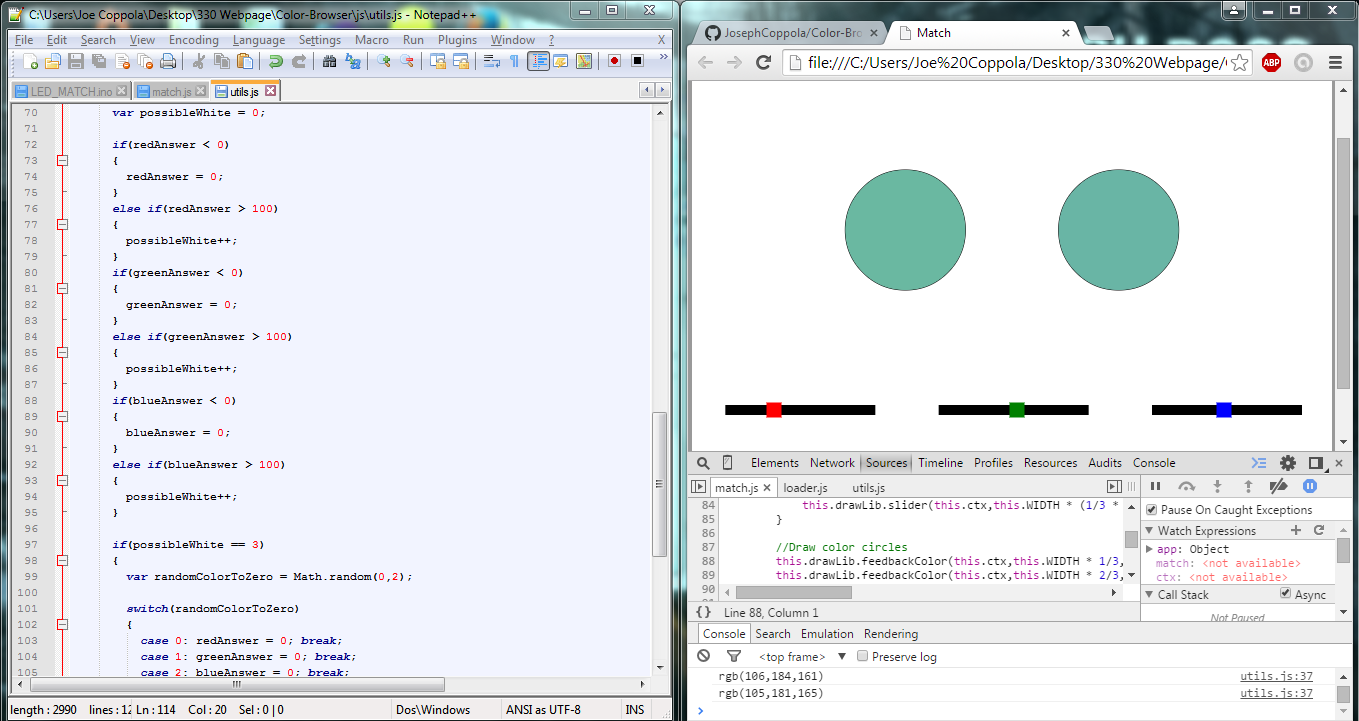 C:\Users\Joe Coppola\Desktop\330 Webpage\Color-Browser\js\utils.js - Notepad++
File Edit Search View Encoding Language Settings Macro Run Plugins Window ? X
LED_MATCH.ino match.js utils.js
70 var possibleWhite = 0;
71
72 if(redAnswer < 0)
73 {
74 redAnswer = 0;
75 }
76 else if(redAnswer > 100)
77 {
78 possibleWhite++;
79 }
80 if(greenAnswer < 0)
81 {
82 greenAnswer = 0;
83 }
84 else if(greenAnswer > 100)
85 {
86 possibleWhite++;
87 }
88 if(blueAnswer < 0)
89 {
90 blueAnswer = 0;
91 }
92 else if(blueAnswer > 100)
93 {
94 possibleWhite++;
95 }
96
97 if(possibleWhite == 3)
98 {
99 var randomColorToZero = Math.random(0,2);
100
101 switch(randomColorToZero)
102 {
103 case 0: redAnswer = 0; break;
104 case 1: greenAnswer = 0; break;
105 case 2: blueAnswer = 0; break;
length : 2990 lines : 12 Ln : 114 Col : 20 Sel : 0 | 0 Dos\Windows ANSI as UTF-8 INS
JosephCoppola/Color-Bro Match
file:///C:/Users/Joe%20Coppola/Desktop/330%20Webpage/
ABP
Elements Network Sources Timeline Profiles Resources Audits Console
match.js loader.js utils.js
84 this.drawLib.slider(this.ctx,this.WIDTH * (1/3 *
85 }
86
87 //Draw color circles
88 this.drawLib.feedbackColor(this.ctx,this.WIDTH * 1/3,
89 this.drawLib.feedbackColor(this.ctx,this.WIDTH * 2/3,
90
{} Line 88, Column 1
Pause On Caught Exceptions
Watch Expressions
app: Object
match: <not available>
ctx: <not available>
Call Stack Async
Not Paused
Console Search Emulation Rendering
<top frame> Preserve log
rgb(106,184,161) utils.js:37
rgb(105,181,165) utils.js:37
>